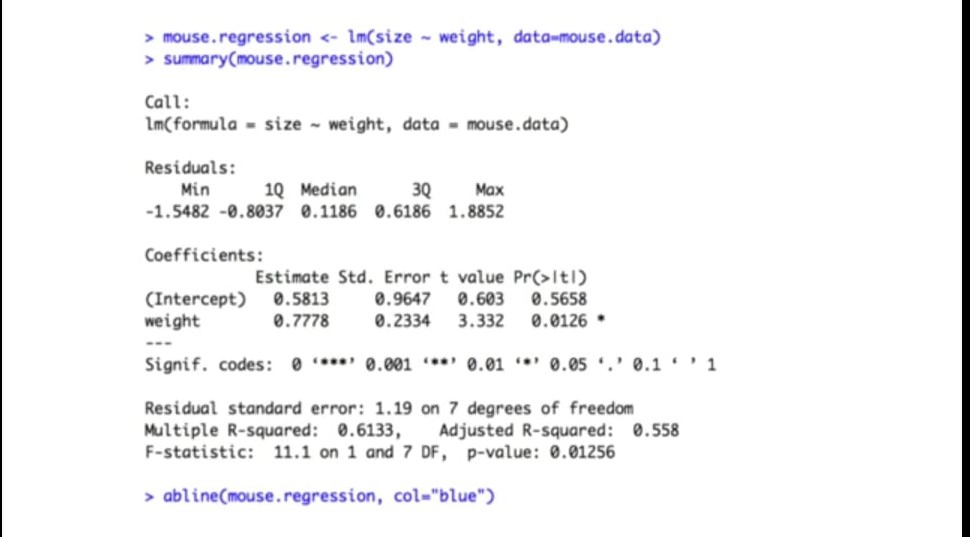 > mouse.regression <- lm(size ~ weight, data=mouse.data)
> summary(mouse.regression)
Call:
lm(formula = size ~ weight, data = mouse.data)
Residuals:
    Min      1Q  Median      3Q     Max
-1.5482 -0.8037  0.1186  0.6186  1.8852
Coefficients:
            Estimate Std. Error t value Pr(>|t|)
(Intercept)   0.5813     0.9647   0.603   0.5658
weight        0.7778     0.2334   3.332   0.0126 *
---
Signif. codes:  0 ‘***’ 0.001 ‘**’ 0.01 ‘*’ 0.05 ‘.’ 0.1 ‘ ’ 1
Residual standard error: 1.19 on 7 degrees of freedom
Multiple R-squared:  0.6133,    Adjusted R-squared:  0.558
F-statistic:  11.1 on 1 and 7 DF,  p-value: 0.01256
> abline(mouse.regression, col="blue")